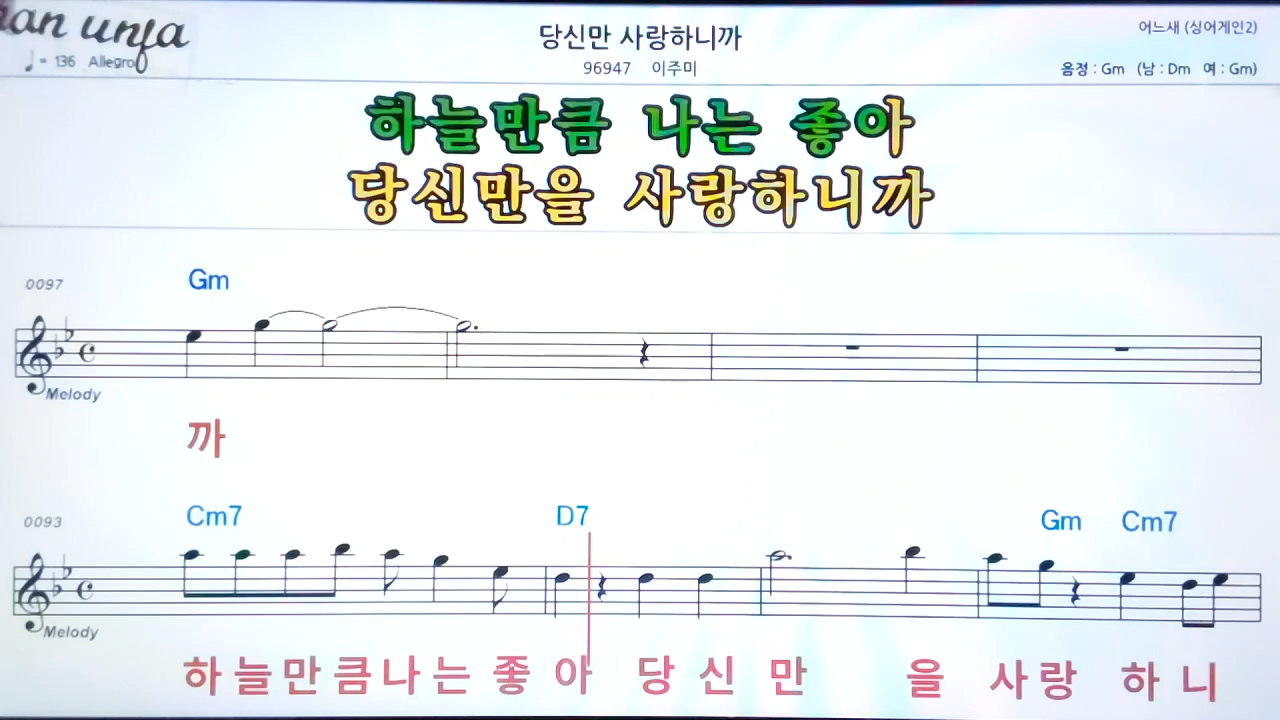 당신만 사랑하니까
어느새 (싱어게인2)
♩= 136 Allegro
96947 이주미
음정 : Gm (남 : Dm 여 : Gm)
하늘만큼 나는 좋아
당신만을 사랑하니까
0097
Gm
Melody
까
0093
Cm7 D7 Gm Cm7
Melody
하 늘 만 큼 나 는 좋 아 당 신 만 을 사 랑 하 니